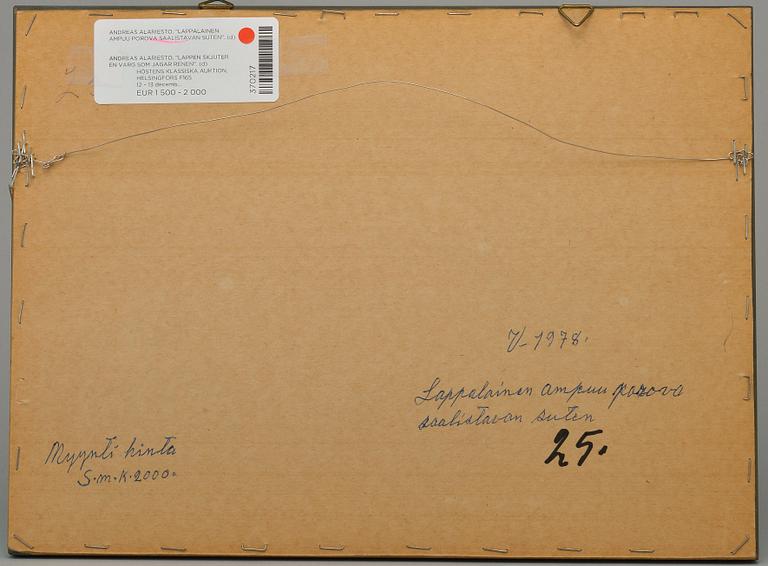 ANDREAS ALARIESTO, "LAPPALAINEN
AMPUU POROVA SAALISTAVAN SUTEN". (d)
ANDREAS ALARIESTO, "LAPPEN SKJUTER
EN VARG SOM JAGAR RENEN". (d)
HÖSTENS KLASSISKA AUKTION,
HELSINGFORS F165
12 - 13 decemb...
EUR 1 500 - 2 000
370217
V-1978.
Lappalainen ampuu porova
saalistavan suten
25.
Myynti hinta
S.m.k. 2000.